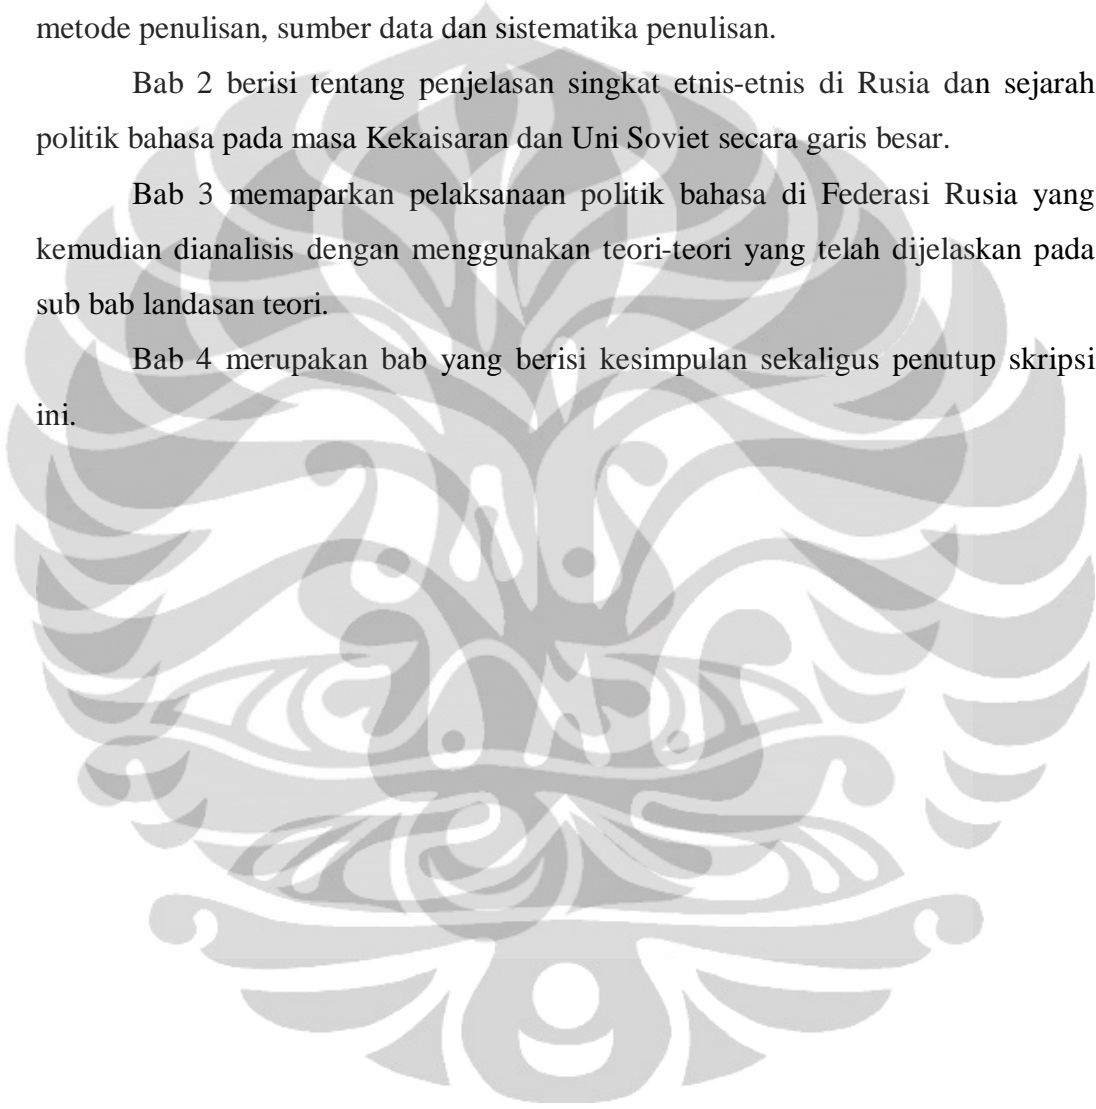 metode penulisan, sumber data dan sistematika penulisan.
Bab 2 berisi tentang penjelasan singkat etnis-etnis di Rusia dan sejarah
politik bahasa pada masa Kekaisaran dan Uni Soviet secara garis besar.
Bab 3 memaparkan pelaksanaan politik bahasa di Federasi Rusia yang
kemudian dianalisis dengan menggunakan teori-teori yang telah dijelaskan pada
sub bab landasan teori.
Bab 4 merupakan bab yang berisi kesimpulan sekaligus penutup skripsi
ini.